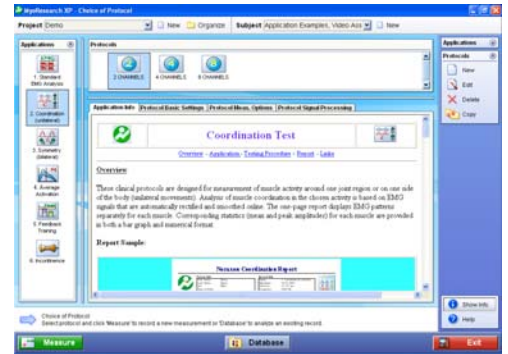 MyoResearch XP - Choice of Protocol
Project Demo New Organize Subject Application Examples, Video Ass New
Applications
1. Standard
EMG Analysis
2. Coordination
(unilateral)
3. Symmetry
(bilateral)
4. Average
Activation
5. Feedback
Training
6. Incontinence
Protocols
2 CHANNELS
4 CHANNELS
8 CHANNELS
Application Info Protocol Basic Settings Protocol Meas. Options Protocol Signal Processing
Coordination Test
Overview - Application - Testing Procedure - Report - Links
Overview
These clinical protocols are designed for measurement of muscle activity around one joint region or on one side
of the body (unilateral movements). Analysis of muscle coordination in the chosen activity is based on EMG
signals that are automatically rectified and smoothed online. The one-page report displays EMG patterns
separately for each muscle. Corresponding statistics (mean and peak amplitudes) for each muscle are provided
in both a bar graph and numerical format.
Report Sample:
Noraxon Coordination Report
Applications
Protocols
New
Edit
Delete
Copy
Show Info
Help
Choice of Protocol
Select protocol and click 'Measure' to record a new measurement or 'Database' to analyze an existing record.
Measure
Database
Exit